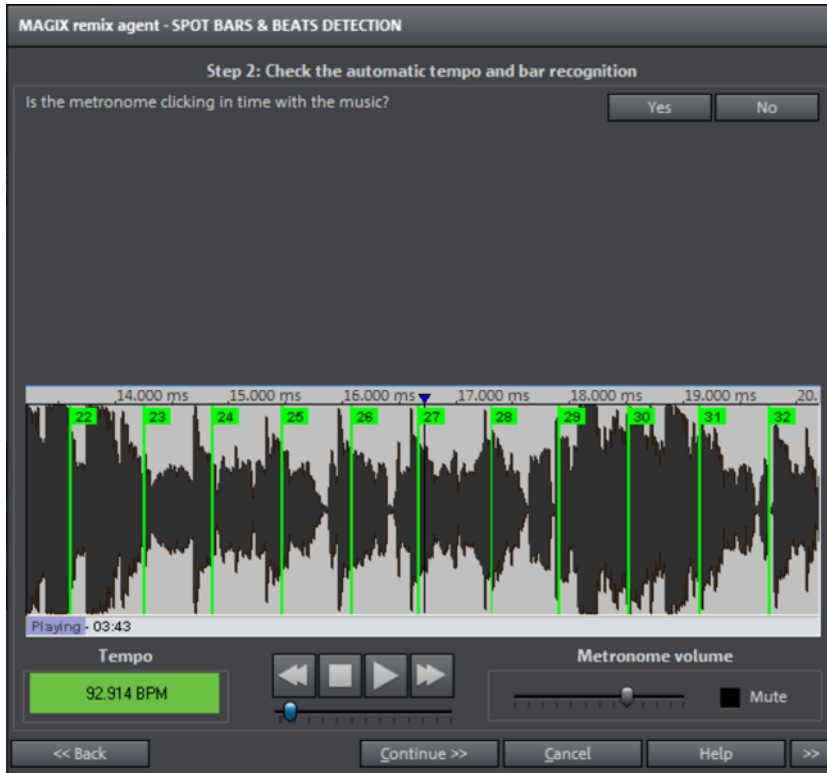 MAGIX remix agent - SPOT BARS & BEATS DETECTION
Step 2: Check the automatic tempo and bar recognition
Is the metronome clicking in time with the music?
Yes No
14.000 ms 15.000 ms 16.000 ms 17.000 ms 18.000 ms 19.000 ms 20.
22 23 24 25 26 27 28 29 30 31 32
Playing - 03:43
Tempo Metronome volume
92.914 BPM Mute
<< Back Continue >> Cancel Help >>